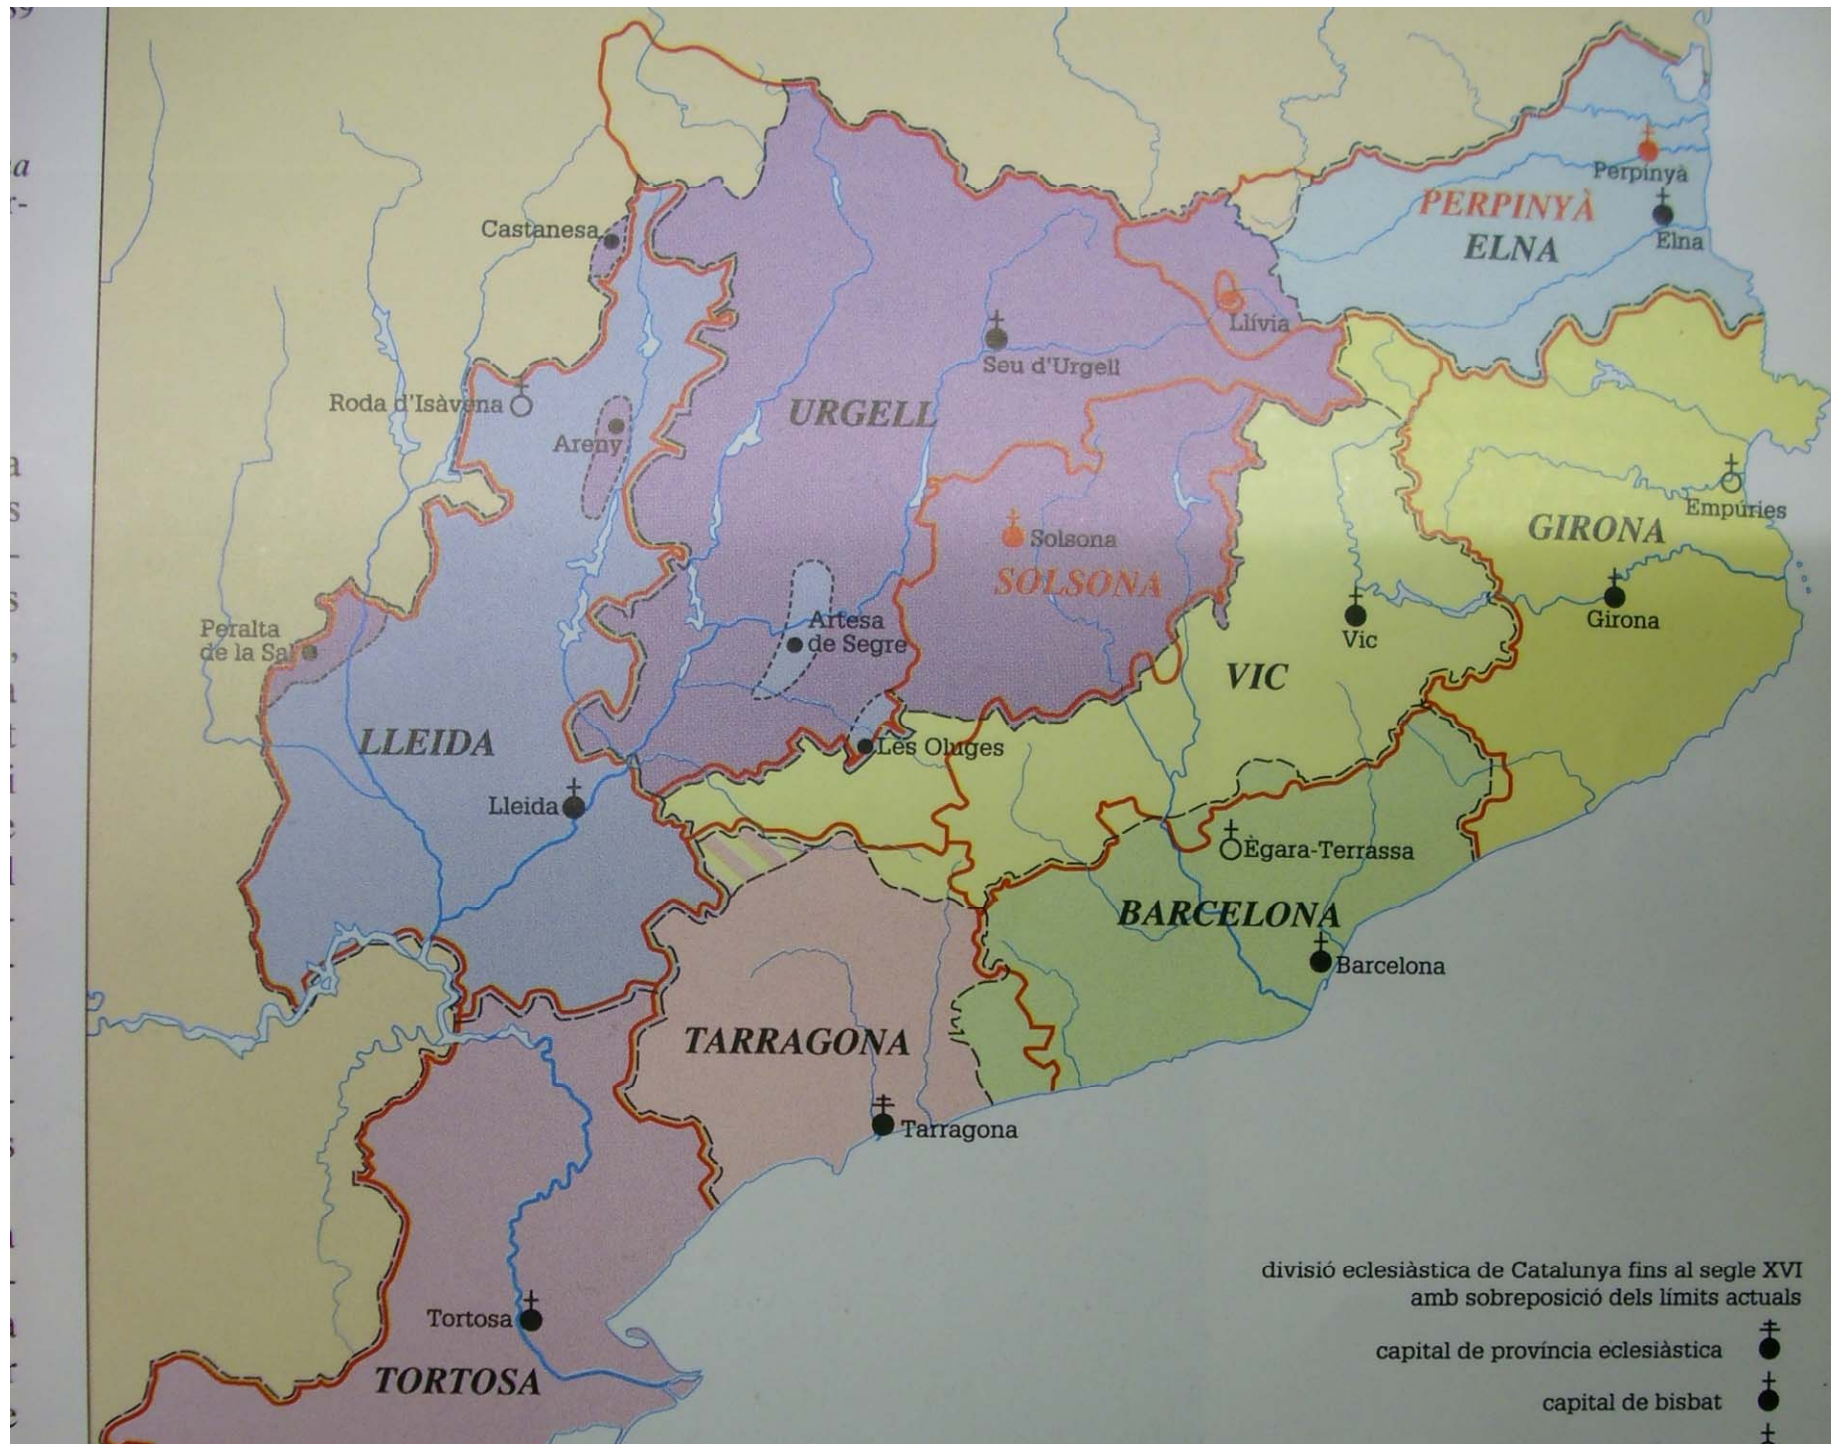 Castanesa
Perpinyà
PERPINYÀ
ELNA
Elna
Llívia
Seu d'Urgell
Roda d'Isàvena
Areny
URGELL
Empúries
GIRONA
Solsona
SOLSONA
Girona
Peralta
de la Sal
Artesa
de Segre
Vic
VIC
LLEIDA
Les Oluges
Lleida
Ègara-Terrassa
BARCELONA
Barcelona
TARRAGONA
Tarragona
divisió eclesiàstica de Catalunya fins al segle XVI
amb sobreposició dels límits actuals
Tortosa
capital de província eclesiàstica
TORTOSA
capital de bisbat